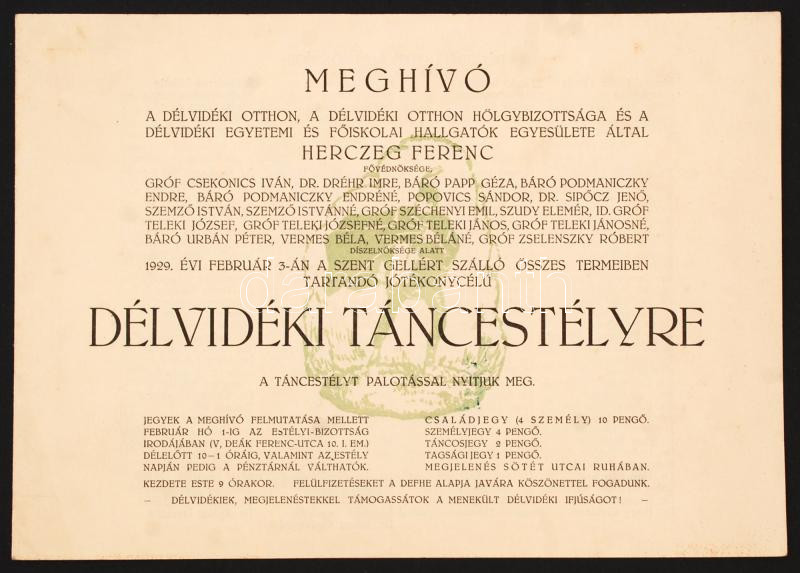 MEGHÍVÓ
A DÉLVIDÉKI OTTHON, A DÉLVIDÉKI OTTHON HÖLGYBIZOTTSÁGA ÉS A
DÉLVIDÉKI EGYETEMI ÉS FŐISKOLAI HALLGATÓK EGYESÜLETE ÁLTAL
HERCZEG FERENC
FŐVÉDNÖKSÉGE,
GRÓF CSEKONICS IVÁN, DR. DRÉHR IMRE, BÁRÓ PAPP GÉZA, BÁRÓ PODMANICZKY
ENDRE, BÁRÓ PODMANICZKY ENDRÉNÉ, POPOVICS SÁNDOR, DR. SIPŐCZ JENŐ,
SZEMZŐ ISTVÁN, SZEMZŐ ISTVÁNNÉ, GRÓF SZÉCHENYI EMIL, SZUDY ELEMÉR, ID. GRÓF
TELEKI JÓZSEF, GRÓF TELEKI JÓZSEFNÉ, GRÓF TELEKI JÁNOS, GRÓF TELEKI JÁNOSNÉ,
BÁRÓ URBÁN PÉTER, VERMES BÉLA, VERMES BÉLÁNÉ, GRÓF ZSELENSZKY RÓBERT
DÍSZELNÖKSÉGE ALATT
1929. ÉVI FEBRUÁR 3-ÁN A SZENT GELLÉRT SZÁLLÓ ÖSSZES TERMEIBEN
TARTANDÓ JÓTÉKONYCÉLÚ
DÉLVIDÉKI TÁNCESTÉLYRE
A TÁNCESTÉLYT PALOTÁSSAL NYITJUK MEG.
JEGYEK A MEGHÍVÓ FELMUTATÁSA MELLETT
FEBRUÁR HÓ 1-IG AZ ESTÉLYI-BIZOTTSÁG
IRODÁJÁBAN (V, DEÁK FERENC-UTCA 10. I. EM.)
DÉLELŐTT 10–1 ÓRÁIG, VALAMINT AZ ESTÉLY
NAPJÁN PEDIG A PÉNZTÁRNÁL VÁLTHATÓK.
CSALÁDJEGY (4 SZEMÉLY) 10 PENGŐ.
SZEMÉLYJEGY 4 PENGŐ.
TÁNCOSJEGY 2 PENGŐ.
TAGSÁGI JEGY 1 PENGŐ.
MEGJELENÉS SÖTÉT UTCAI RUHÁBAN.
KEZDETE ESTE 9 ÓRAKOR. FELÜLFIZETÉSEKET A DEFHE ALAPJA JAVÁRA KÖSZÖNETTEL FOGADUNK.
– DÉLVIDÉKIEK, MEGJELENÉSTEKKEL TÁMOGASSÁTOK A MENEKÜLT DÉLVIDÉKI IFJÚSÁGOT! –
darabanth